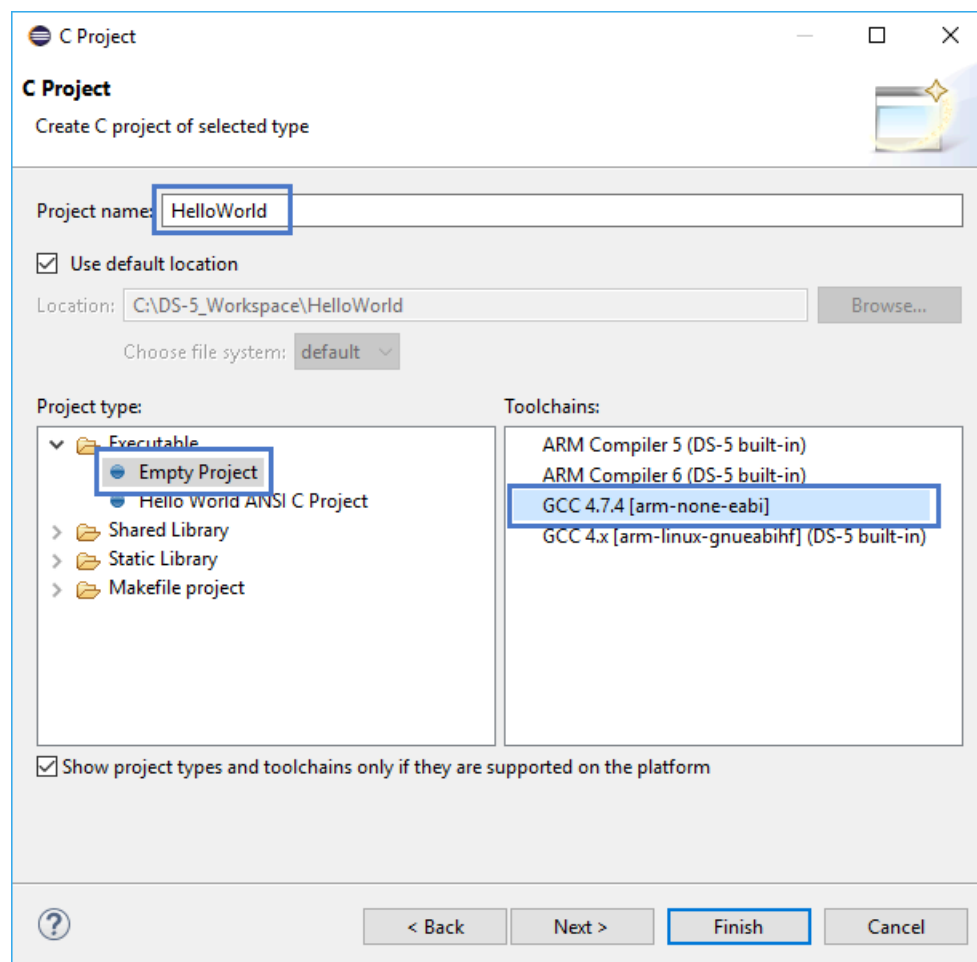 C Project
C Project
Create C project of selected type
Project name: HelloWorld
Use default location
Location: C:\DS-5_Workspace\HelloWorld Browse...
Choose file system: default
Project type: Toolchains:
Executable ARM Compiler 5 (DS-5 built-in)
Empty Project ARM Compiler 6 (DS-5 built-in)
Hello World ANSI C Project GCC 4.7.4 [arm-none-eabi]
Shared Library GCC 4.x [arm-linux-gnueabihf] (DS-5 built-in)
Static Library
Makefile project
Show project types and toolchains only if they are supported on the platform
? < Back Next > Finish Cancel